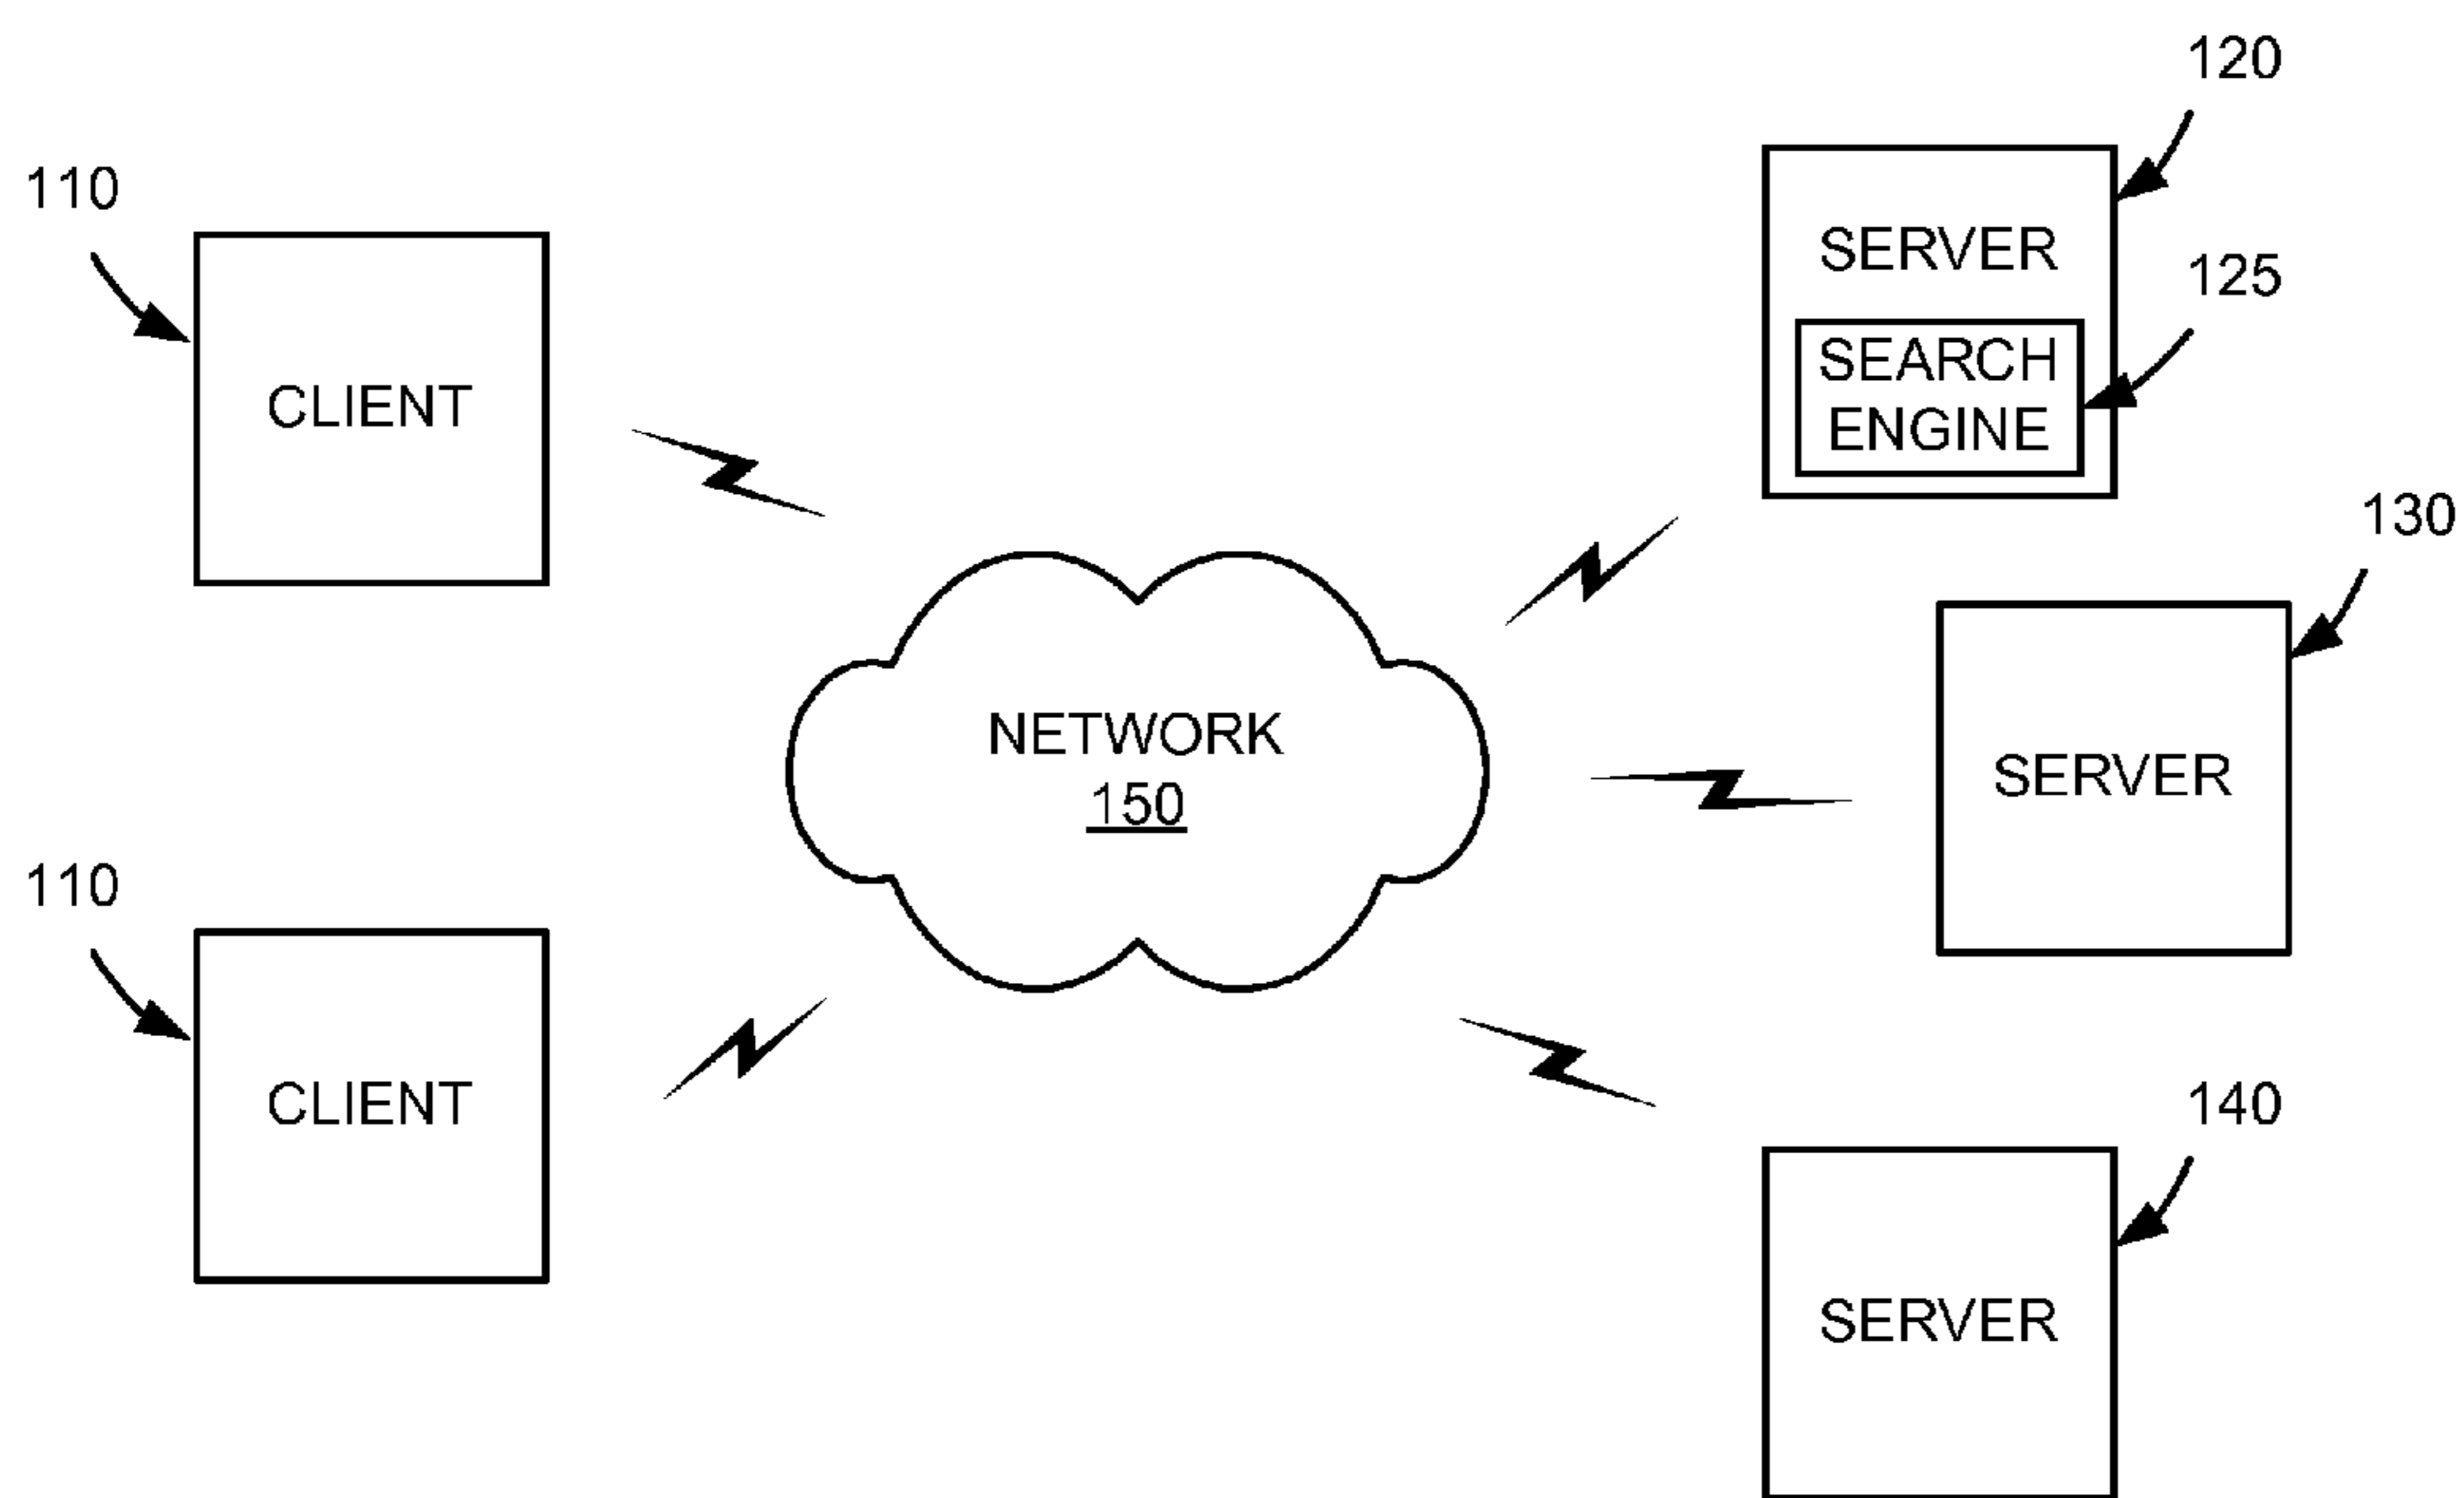 120
110
SERVER
125
SEARCH
ENGINE
CLIENT
130
NETWORK
150
SERVER
110
CLIENT
140
SERVER